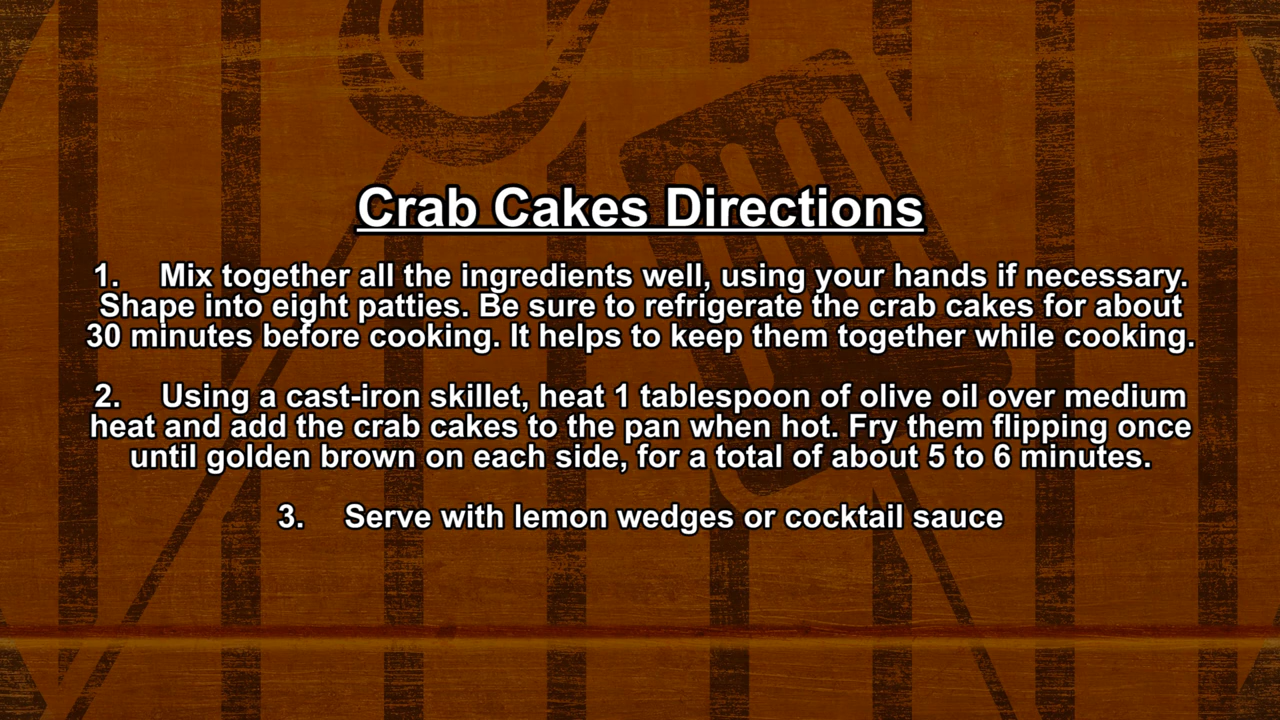 Crab Cakes Directions
1. Mix together all the ingredients well, using your hands if necessary.
Shape into eight patties. Be sure to refrigerate the crab cakes for about
30 minutes before cooking. It helps to keep them together while cooking.
2. Using a cast-iron skillet, heat 1 tablespoon of olive oil over medium
heat and add the crab cakes to the pan when hot. Fry them flipping once
until golden brown on each side, for a total of about 5 to 6 minutes.
3. Serve with lemon wedges or cocktail sauce